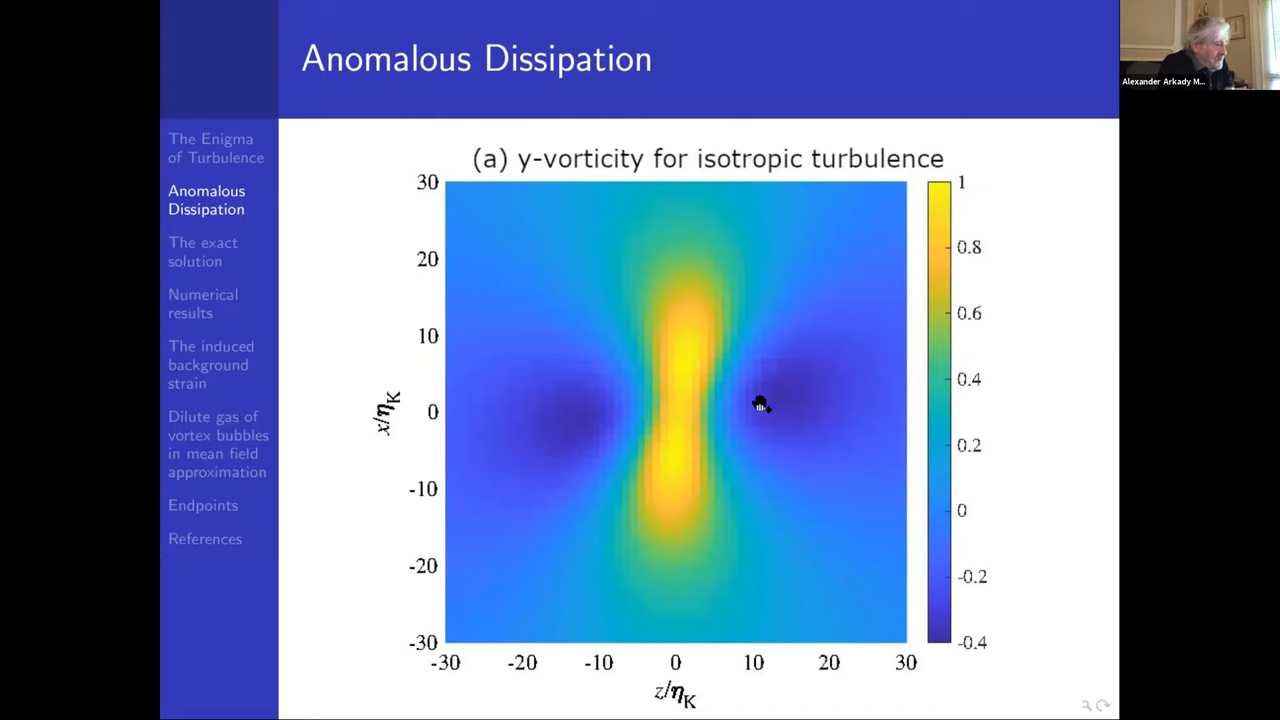 Anomalous Dissipation
Alexander Arkady M...
The Enigma
of Turbulence
Anomalous
Dissipation
The exact
solution
Numerical
results
The induced
background
strain
Dilute gas of
vortex bubbles
in mean field
approximation
Endpoints
References
(a) y-vorticity for isotropic turbulence
30
20
10
0
-10
-20
-30
x/ηK
-30 -20 -10 0 10 20 30
z/ηK
1
0.8
0.6
0.4
0.2
0
-0.2
-0.4